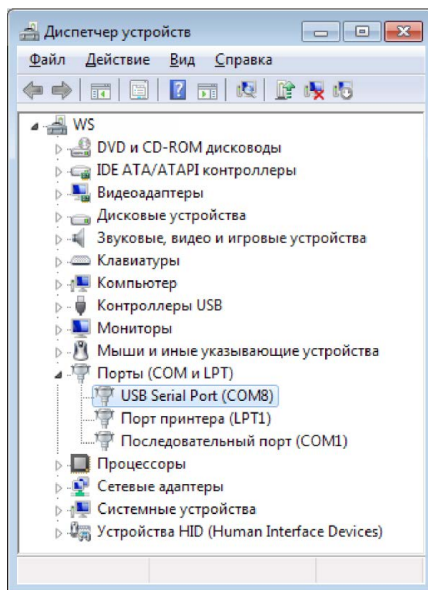 Диспетчер устройств
Файл Действие Вид Справка
WS
DVD и CD-ROM дисководы
IDE ATA/ATAPI контроллеры
Видеоадаптеры
Дисковые устройства
Звуковые, видео и игровые устройства
Клавиатуры
Компьютер
Контроллеры USB
Мониторы
Мыши и иные указывающие устройства
Порты (COM и LPT)
USB Serial Port (COM8)
Порт принтера (LPT1)
Последовательный порт (COM1)
Процессоры
Сетевые адаптеры
Системные устройства
Устройства HID (Human Interface Devices)